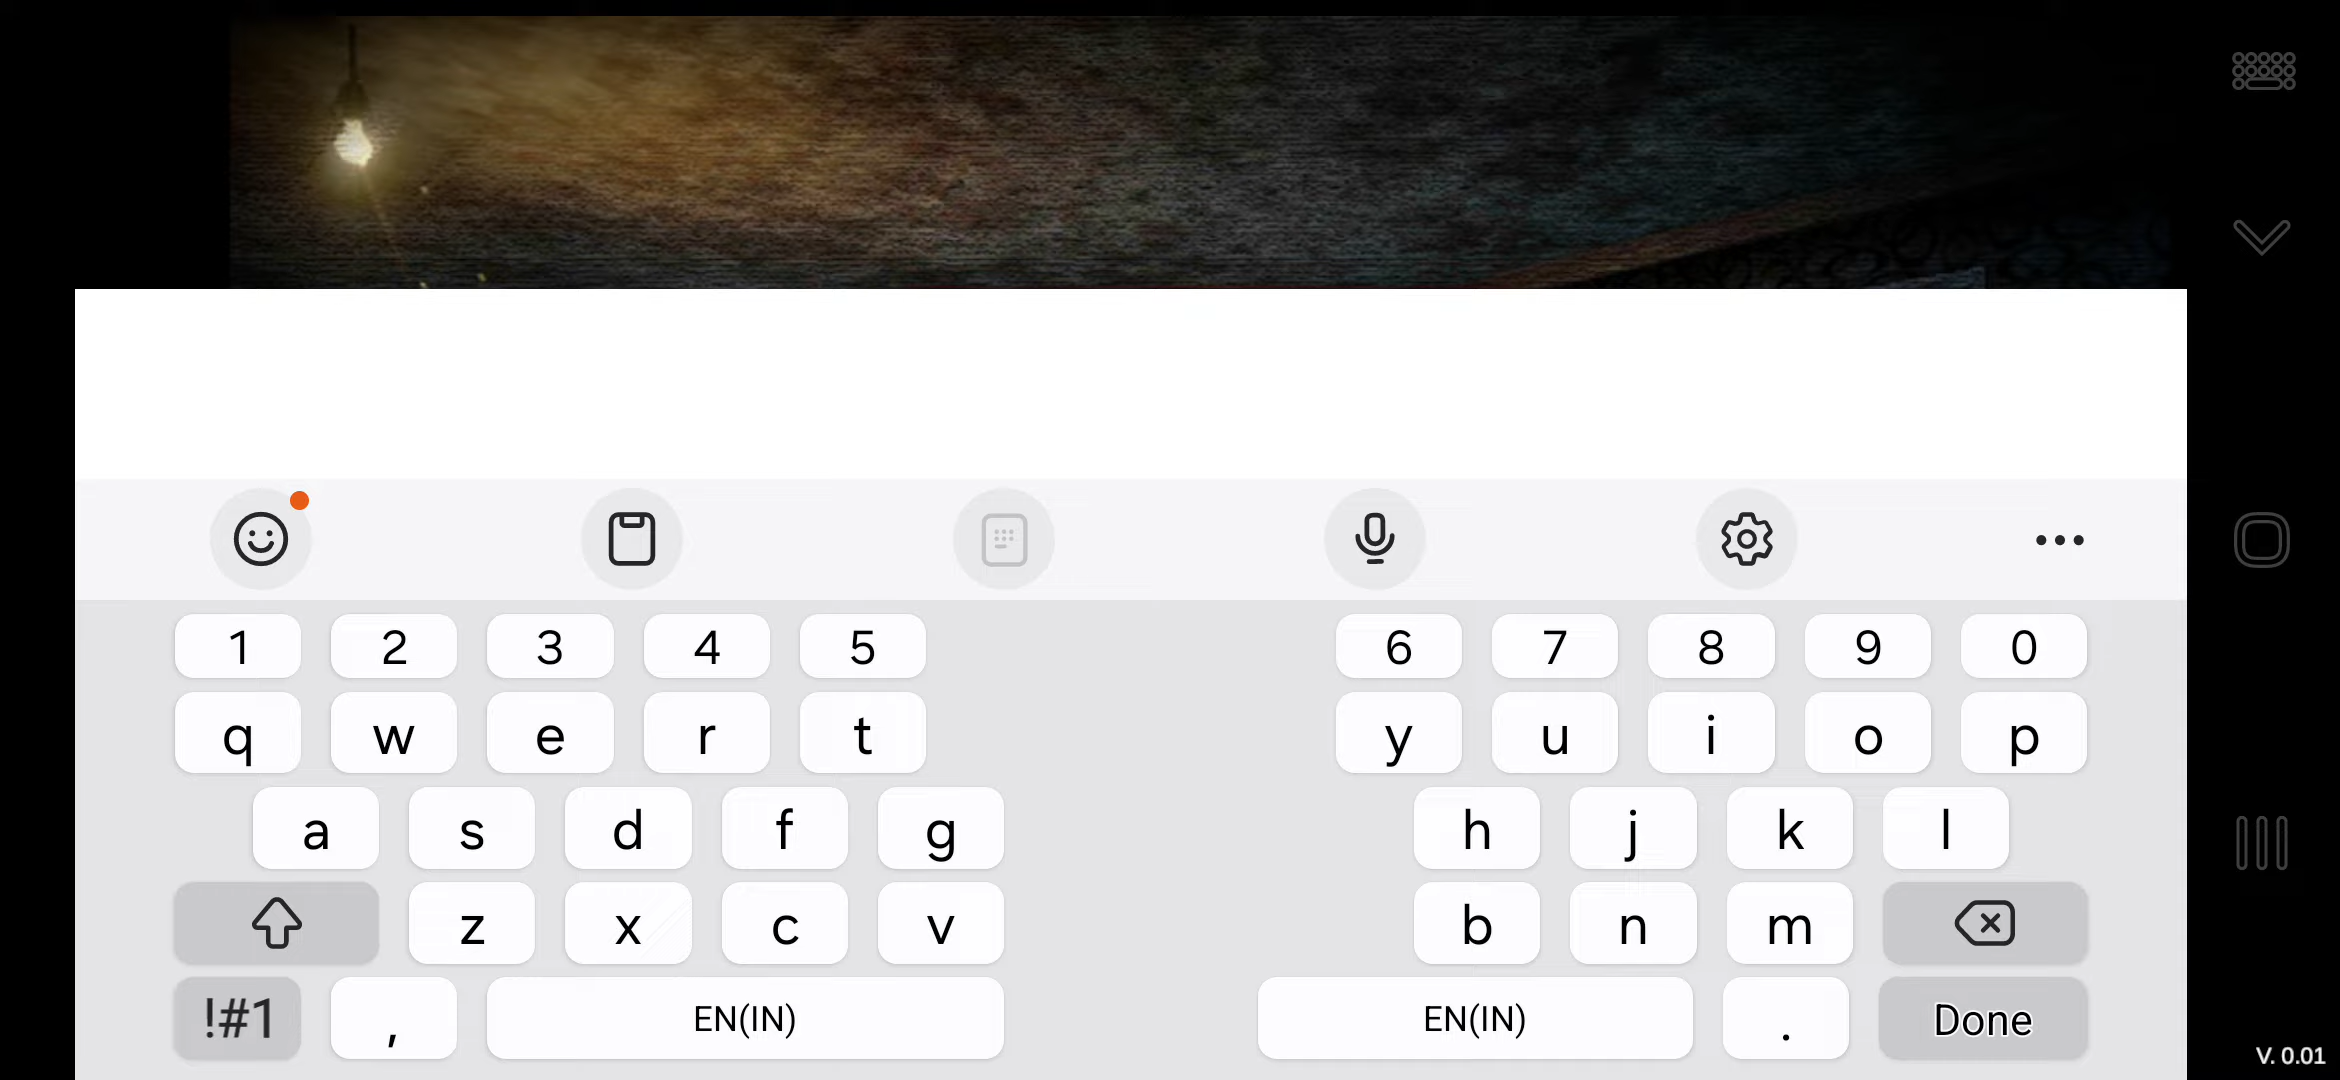 1 2 3 4 5 6 7 8 9 0
q w e r t y u i o p
a s d f g h j k l
z x c v b n m
!#1 , EN(IN) EN(IN) . Done
V. 0.01